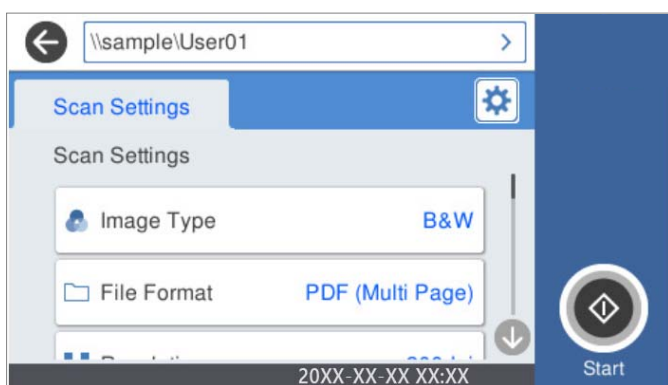 \\sample\User01
Scan Settings
Scan Settings
Image Type B&W
File Format PDF (Multi Page)
20XX-XX-XX XX:XX
Start